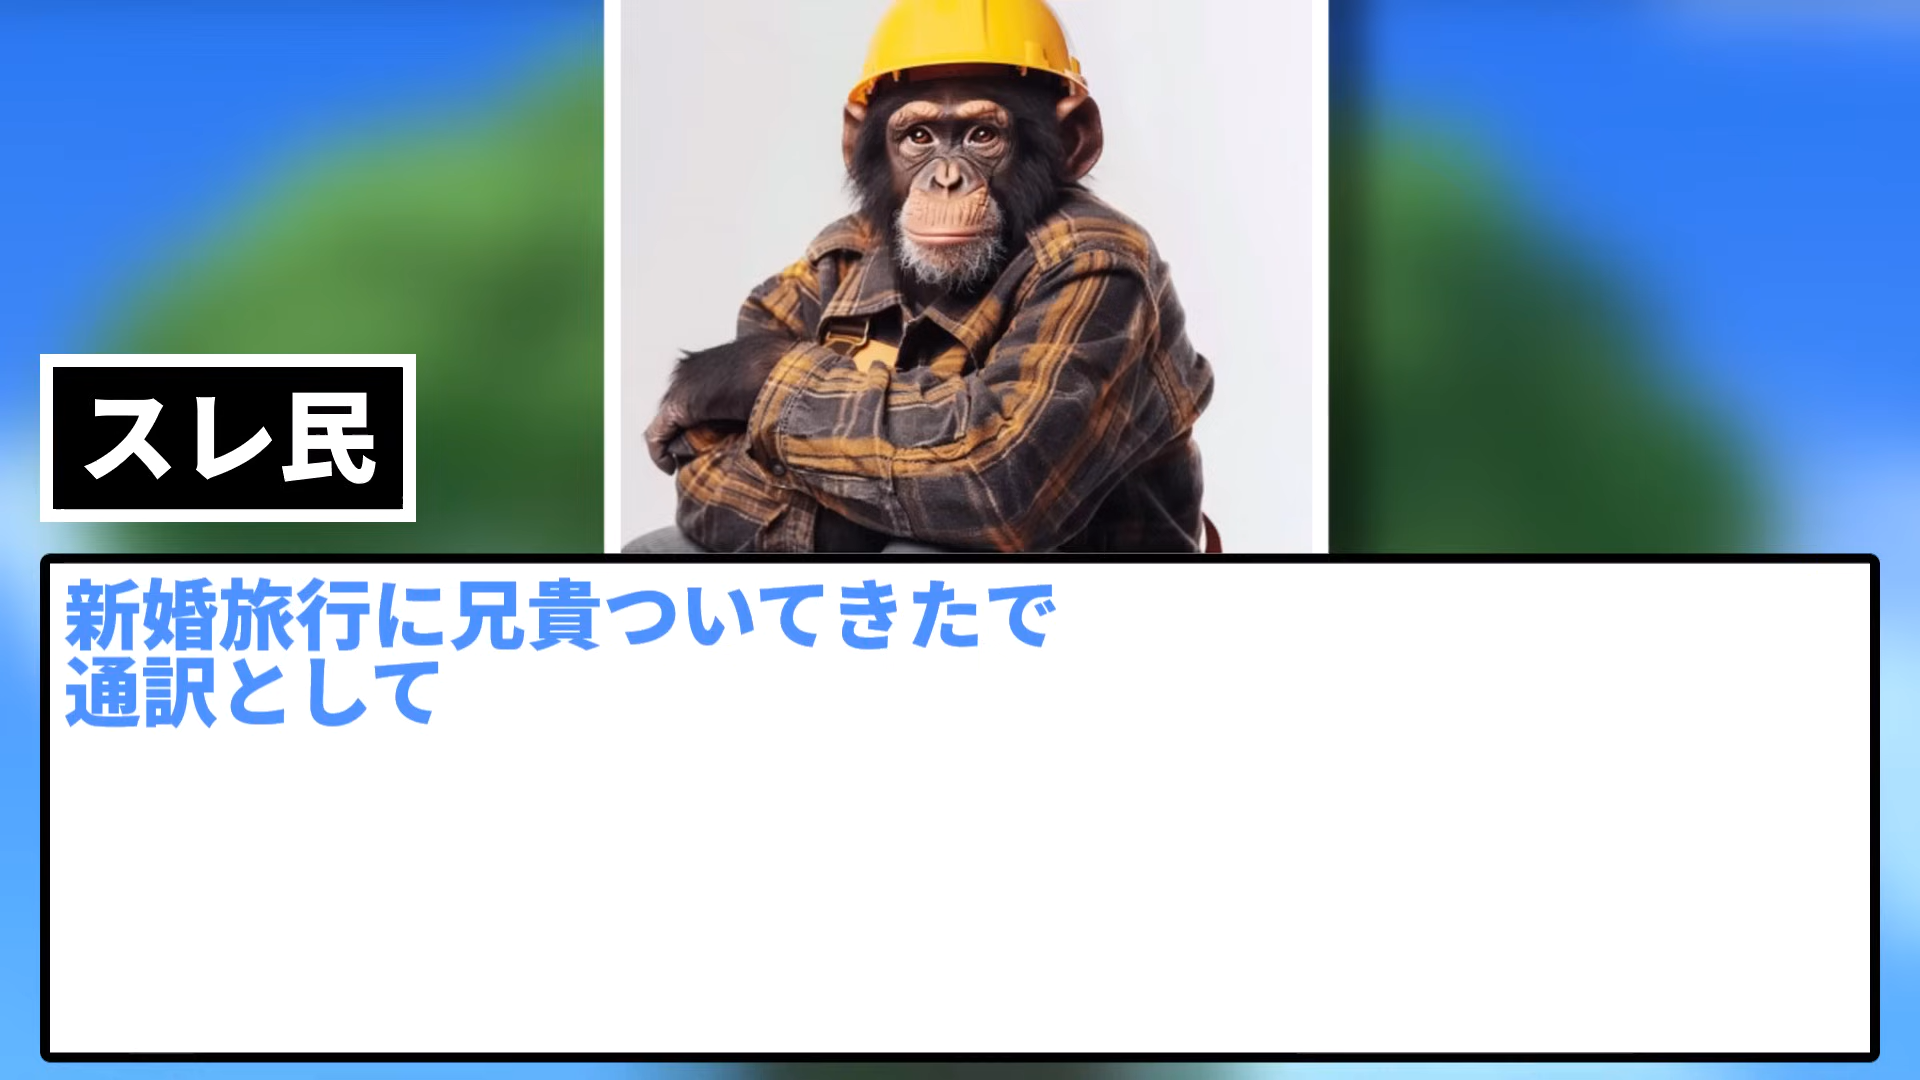 スレ民
新婚旅行に兄貴ついてきたで
通訳として